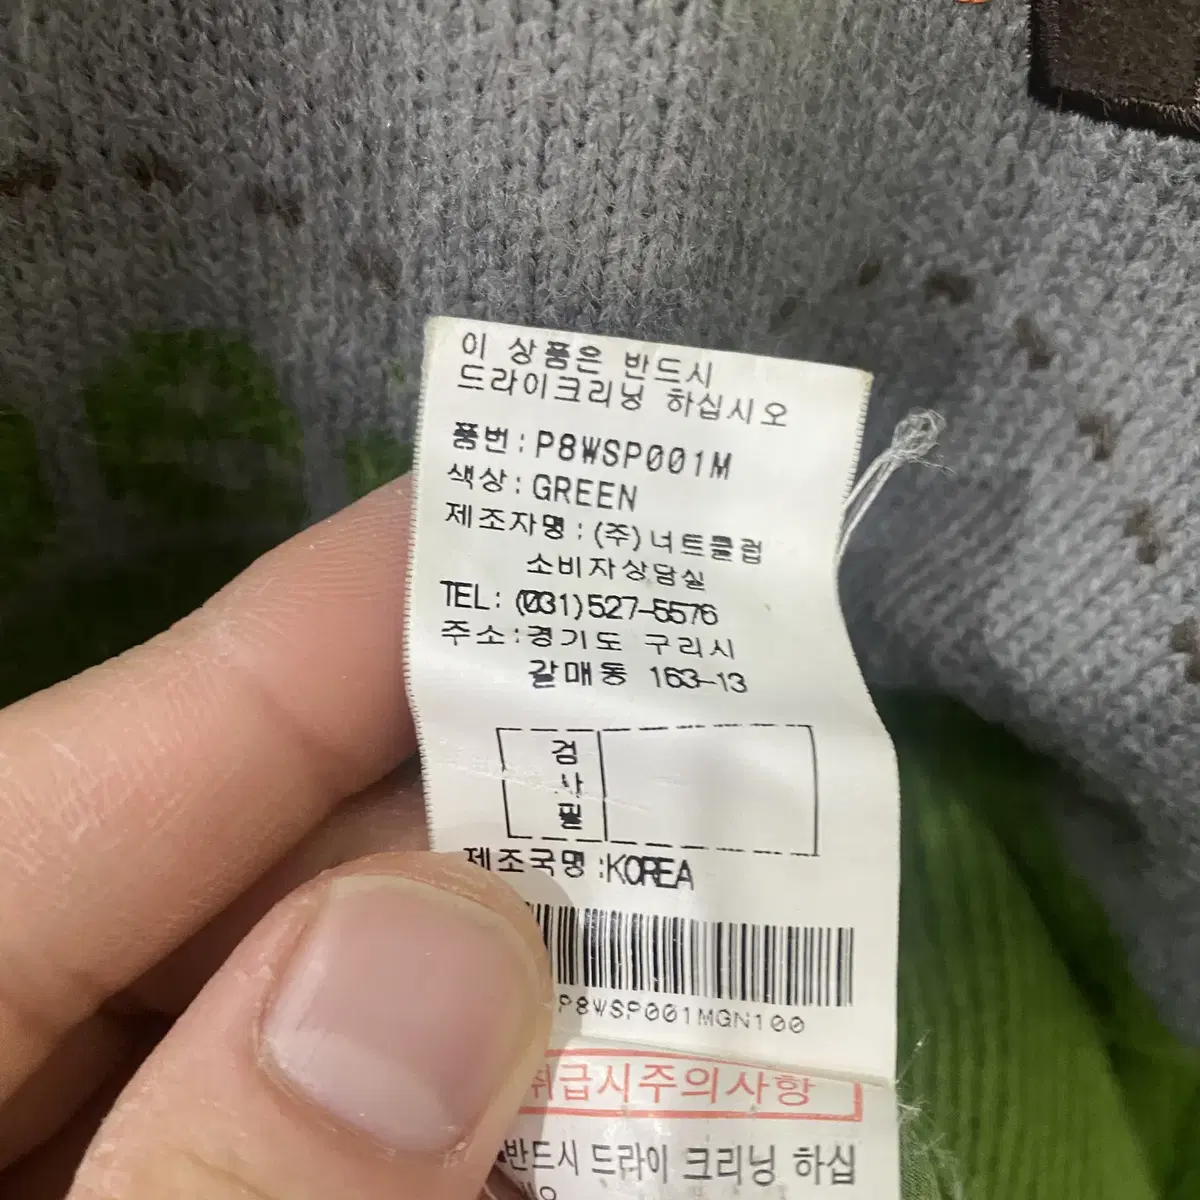 이 상품은 반드시
드라이크리닝 하십시오
품번:P8WSP001M
색상:GREEN
제조자명:(주)너트클럽
소비자상담실
TEL:(031)527-5576
주소:경기도 구리시
갈매동 163-13
검
사
필
제조국명:KOREA
P8WSP001MGN100
취급시주의사항
반드시 드라이 크리닝 하십